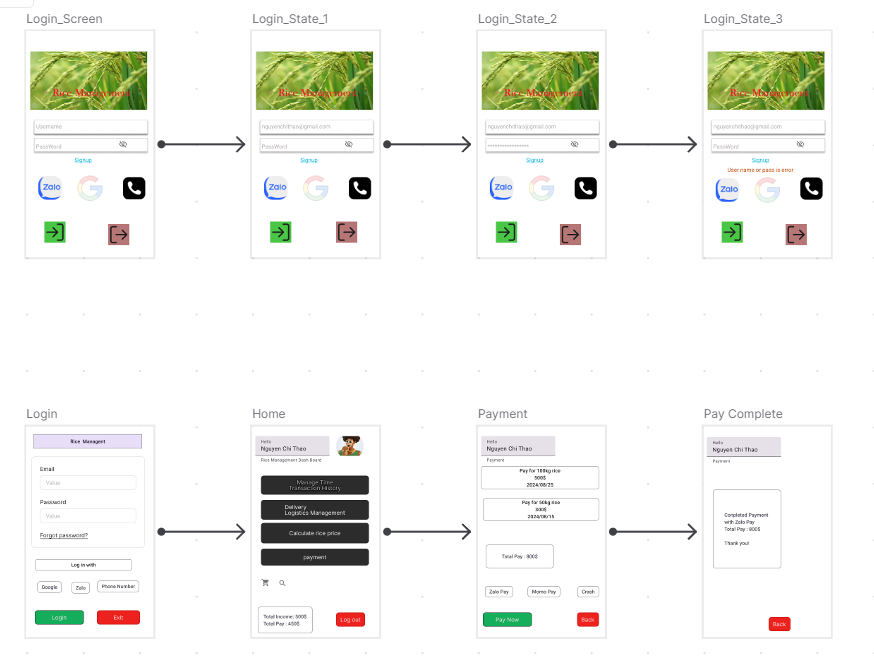 Login_Screen
Rice Management
Username
PassWord
Signup
Zalo
Login_State_1
Rice Management
nguyenchithao@gmail.com
PassWord
Signup
Zalo
Login_State_2
Rice Management
nguyenchithao@gmail.com
Signup
Zalo
Login_State_3
Rice Management
nguyenchithao@gmail.com
PassWord
Signup
User name or pass is error
Zalo
Login
Rice Managent
Email
Value
Password
Value
Forgot password?
Log in with
Google
Zalo
Phone Number
Login
Exit
Home
Hello
Nguyen Chi Thao
Rice Management Dash Board
Manage Time
Transaction History
Delivery
Logistics Management
Calculate rice price
payment
Total Income: 500$
Total Pay : 450$
Log out
Payment
Hello
Nguyen Chi Thao
Payment
Pay for 100kg rice
500$
2024/08/25
Pay for 50kg rice
300$
2024/08/15
Total Pay : 800$
Zalo Pay
Momo Pay
Crash
Pay Now
Back
Pay Complete
Hello
Nguyen Chi Thao
Payment
Completed Payment
with Zalo Pay
Total Pay : 800$
Thank you!
Back